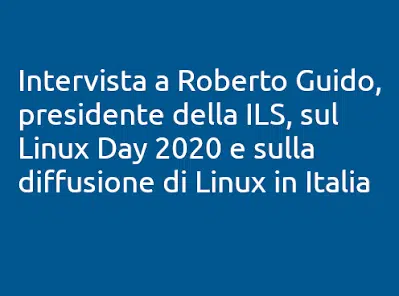 Intervista a Roberto Guido,
presidente della ILS, sul
Linux Day 2020 e sulla
diffusione di Linux in Italia